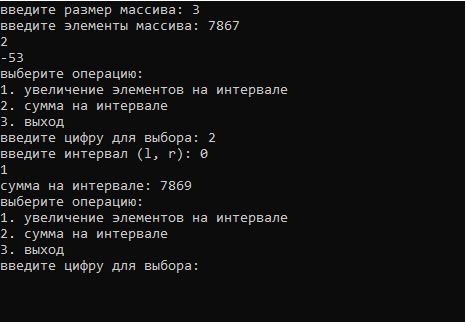 введите размер массива: 3
введите элементы массива: 7867
2
-53
выберите операцию:
1. увеличение элементов на интервале
2. сумма на интервале
3. выход
введите цифру для выбора: 2
введите интервал (l, r): 0
1
сумма на интервале: 7869
выберите операцию:
1. увеличение элементов на интервале
2. сумма на интервале
3. выход
введите цифру для выбора: